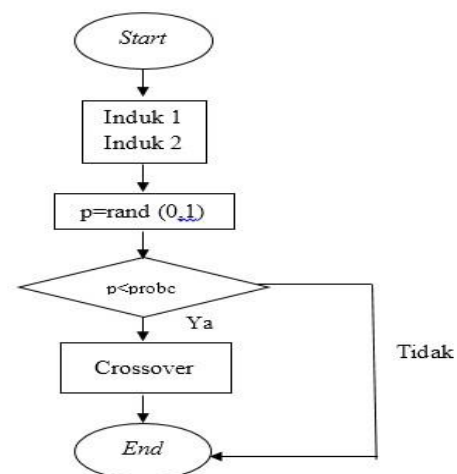 Start
Induk 1
Induk 2
p=rand (0,1)
p<probc
Ya
Tidak
Crossover
End